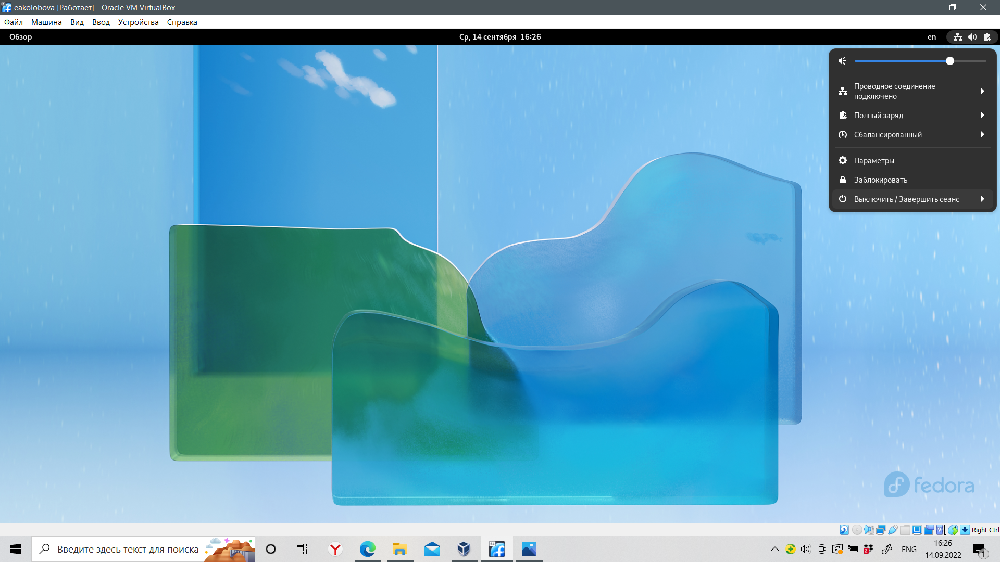 eakolobova [Работает] - Oracle VM VirtualBox
Файл Машина Вид Ввод Устройства Справка
Обзор
Ср, 14 сентября 16:26
en
Проводное соединение
подключено
Полный заряд
Сбалансированный
Параметры
Заблокировать
Выключить / Завершить сеанс
fedora
Right Ctrl
Введите здесь текст для поиска
64
2
ENG
16:26
14.09.2022
1